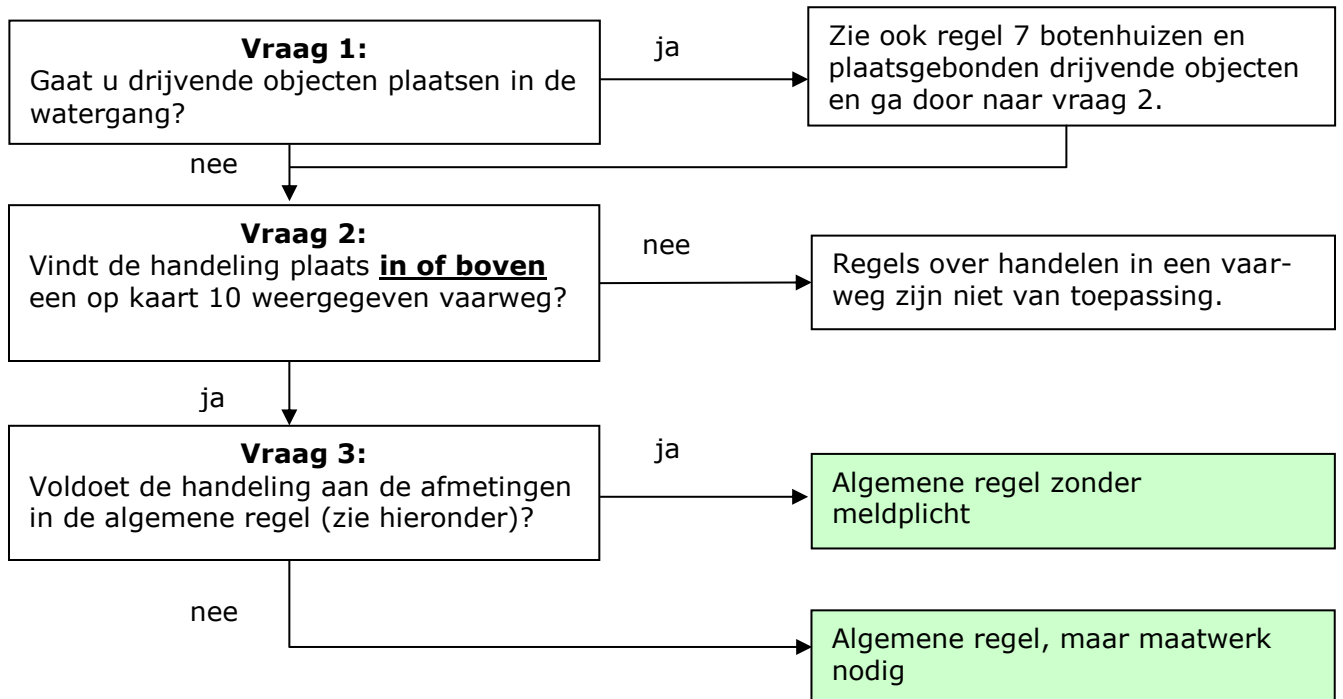 Vraag 1:
Gaat u drijvende objecten plaatsen in de
watergang?
ja
Zie ook regel 7 botenhuizen en
plaatsgebonden drijvende objecten
en ga door naar vraag 2.
nee
Vraag 2:
Vindt de handeling plaats in of boven
een op kaart 10 weergegeven vaarweg?
nee
Regels over handelen in een vaar-
weg zijn niet van toepassing.
ja
Vraag 3:
Voldoet de handeling aan de afmetingen
in de algemene regel (zie hieronder)?
ja
Algemene regel zonder
meldplicht
nee
Algemene regel, maar maatwerk
nodig